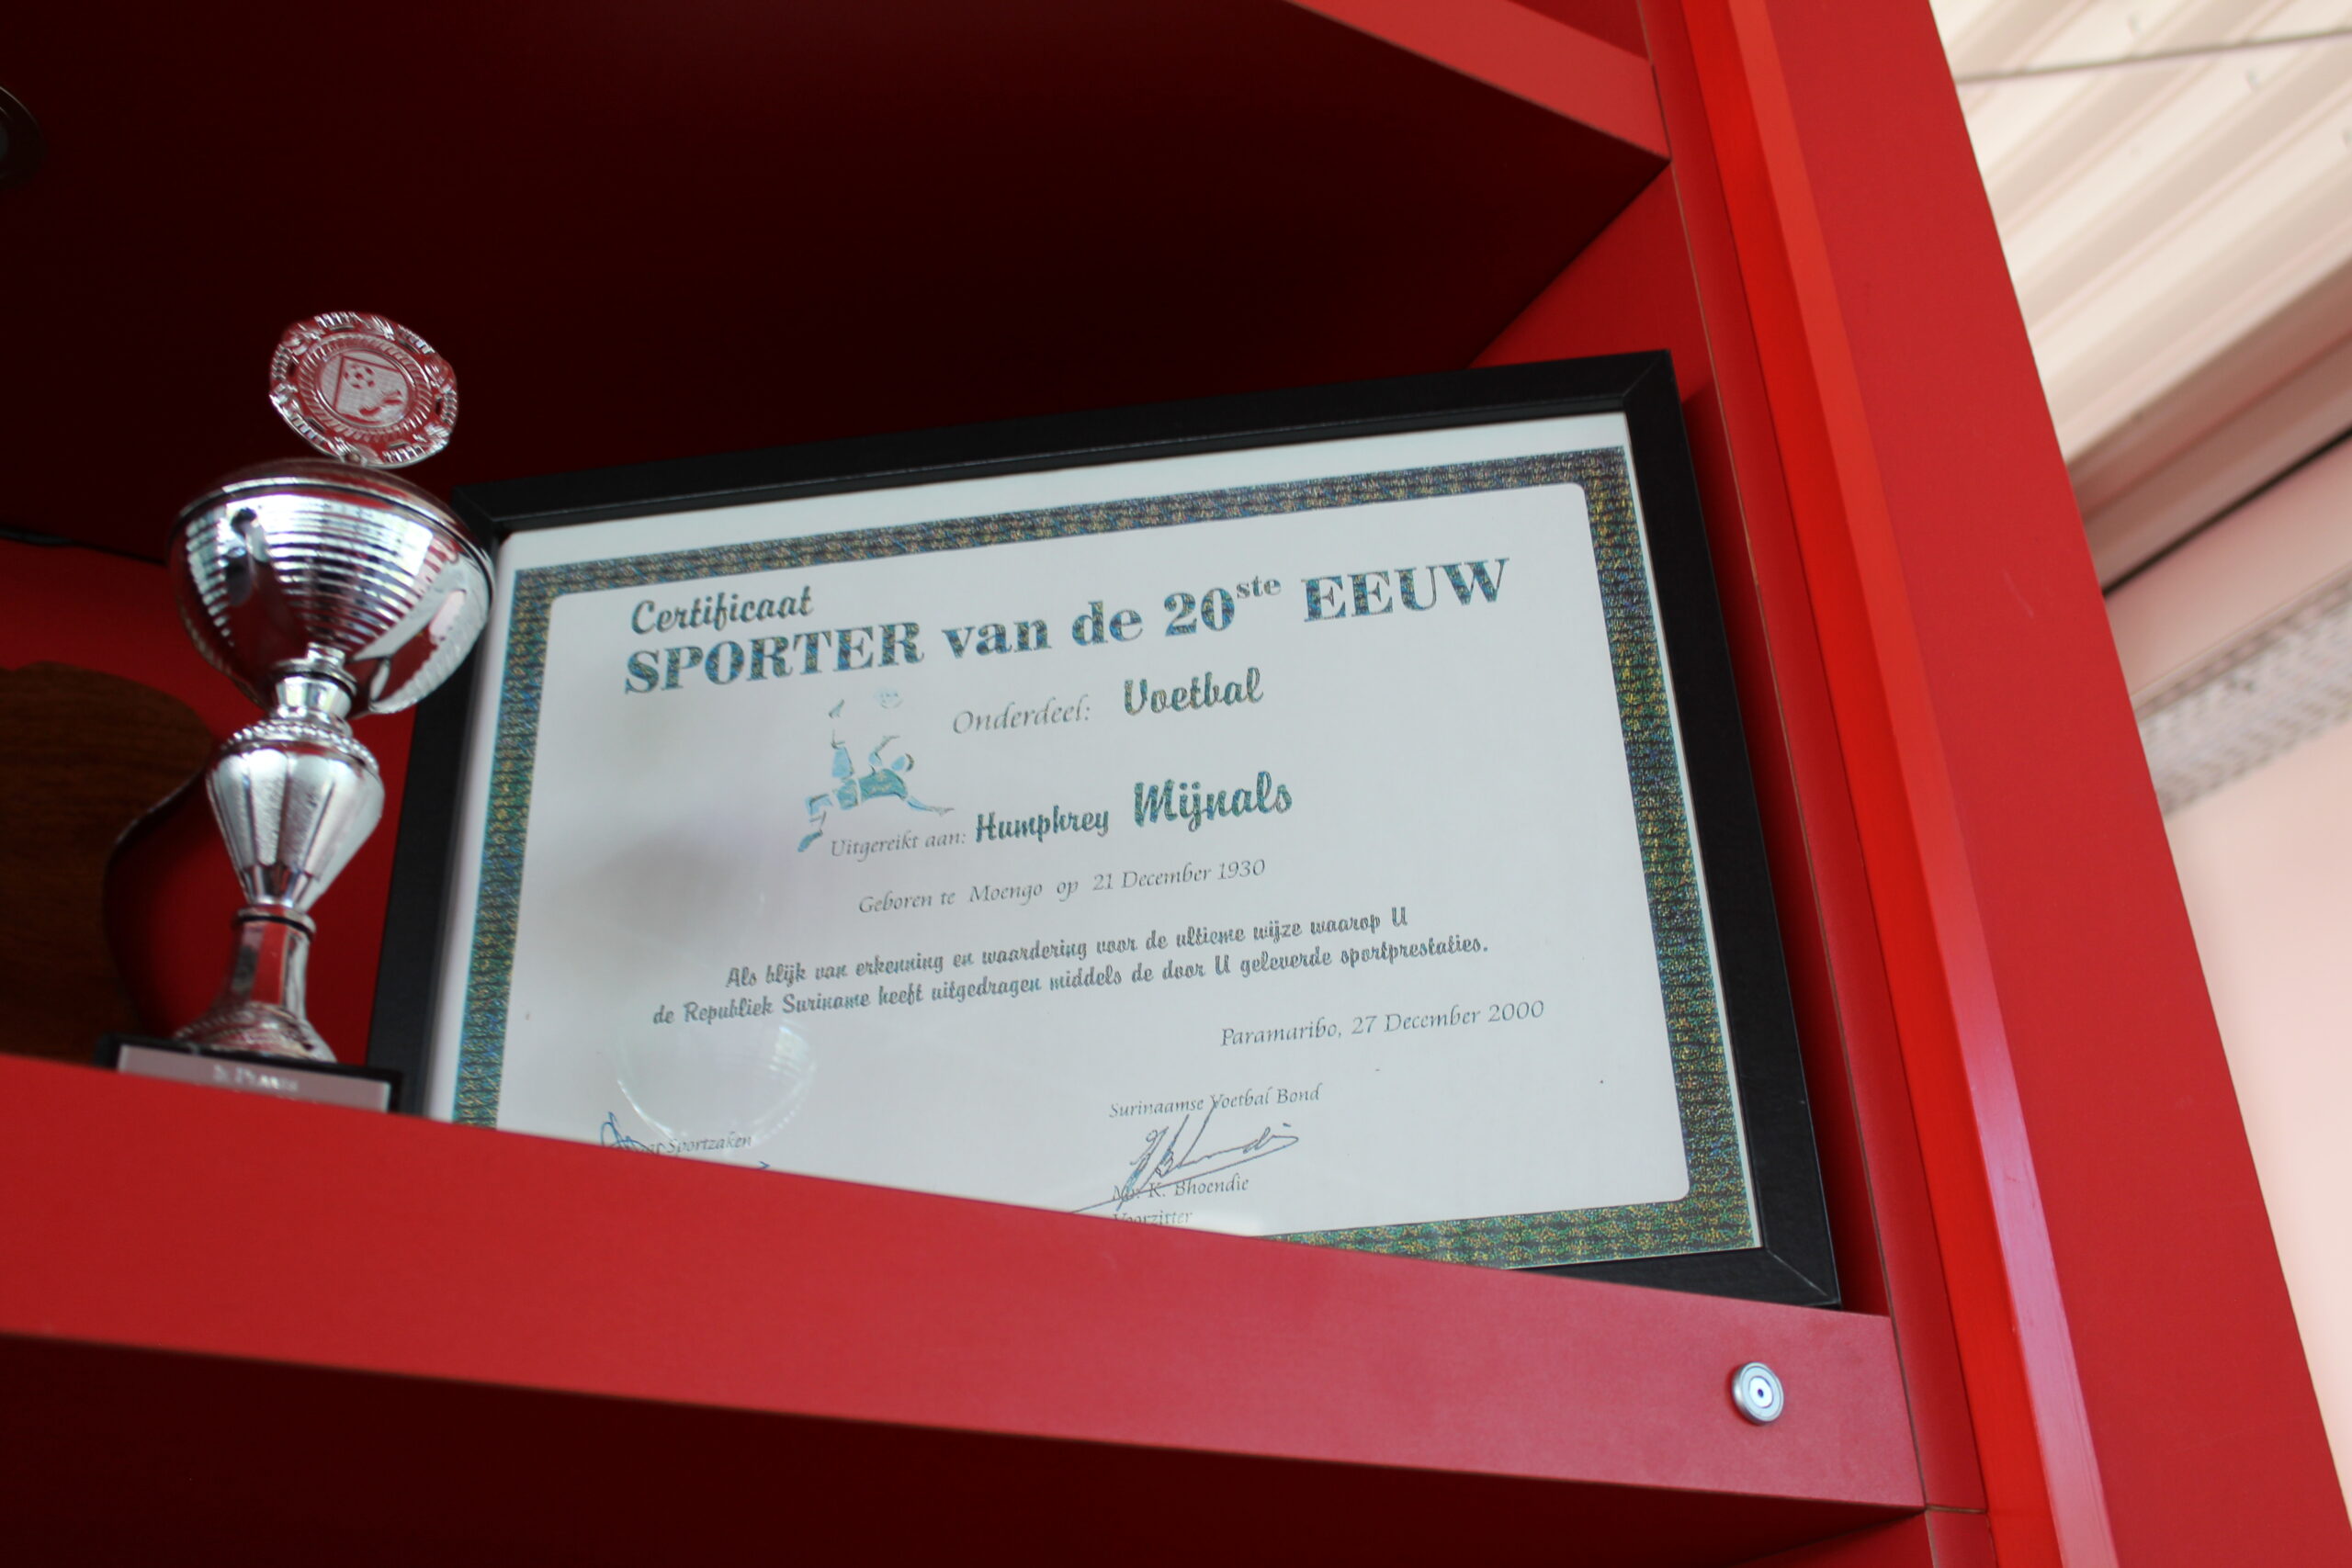 Certificaat
SPORTER van de 20ste EEUW
Onderdeel: Voetbal
Uitgereikt aan: Humphrey Mijnals
Geboren te Moengo op 21 December 1930
Als blijk van erkenning en waardering voor de ultieme wijze waarop U
de Republiek Suriname heeft uitgedragen middels de door U geleverde sportprestaties.
Paramaribo, 27 December 2000
Sportzaken
Surinaamse Voetbal Bond
K. Bhoendie
Voorzitter